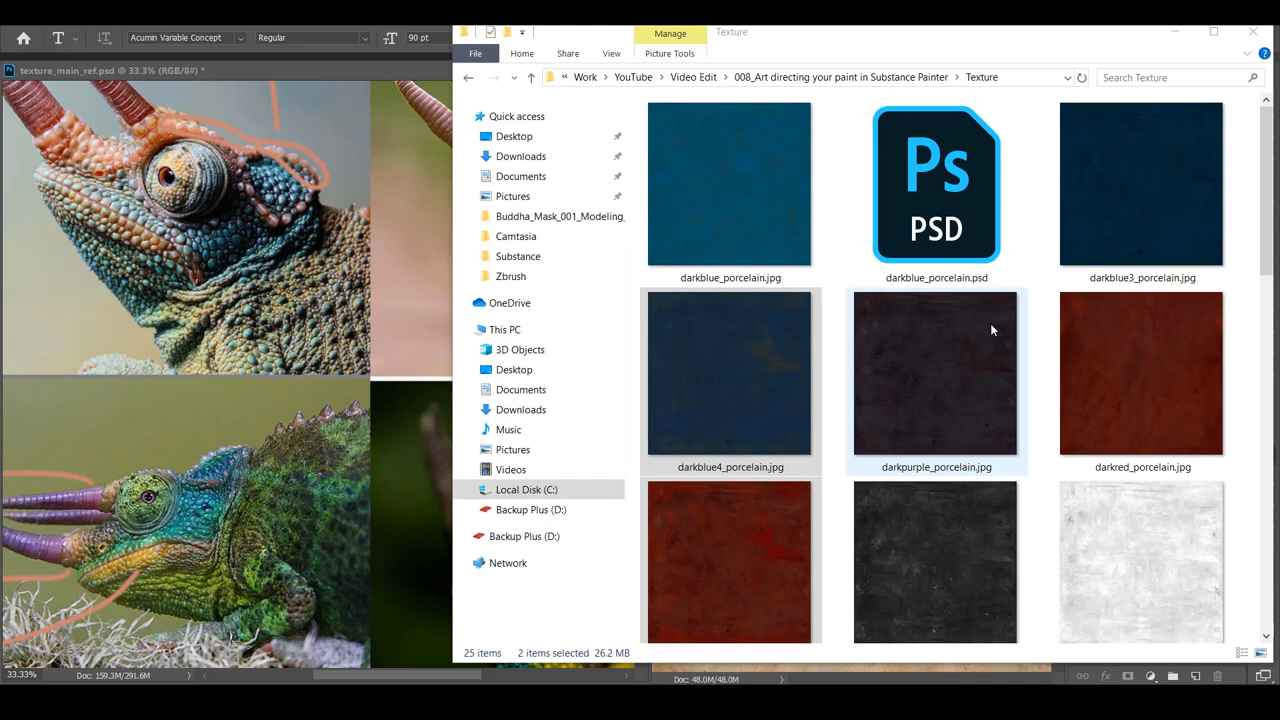 Manage
Texture
Acumin Variable Concept
Regular
90 pt
File
Home
Share
View
Picture Tools
texture_main_ref.psd @ 33.3% (RGB/8#) *
Work
YouTube
Video Edit
008_Art directing your paint in Substance Painter
Texture
Search Texture
Quick access
Desktop
Downloads
Documents
Pictures
Buddha_Mask_001_Modeling_
Camtasia
Substance
Zbrush
OneDrive
This PC
3D Objects
Desktop
Documents
Downloads
Music
Pictures
Videos
Local Disk (C:)
Backup Plus (D:)
Backup Plus (D:)
Network
Ps
PSD
darkblue_porcelain.jpg
darkblue_porcelain.psd
darkblue3_porcelain.jpg
darkblue4_porcelain.jpg
darkpurple_porcelain.jpg
darkred_porcelain.jpg
25 items
2 items selected
26.2 MB
33.33%
Doc: 159.3M/291.6M
Doc: 48.0M/48.0M